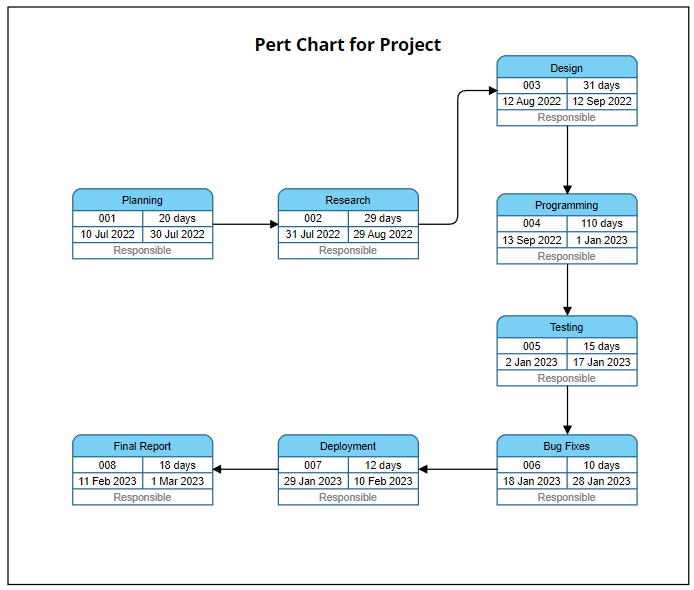 Pert Chart for Project
Planning
001 20 days
10 Jul 2022 30 Jul 2022
Responsible
Research
002 29 days
31 Jul 2022 29 Aug 2022
Responsible
Design
003 31 days
12 Aug 2022 12 Sep 2022
Responsible
Programming
004 110 days
13 Sep 2022 1 Jan 2023
Responsible
Testing
005 15 days
2 Jan 2023 17 Jan 2023
Responsible
Bug Fixes
006 10 days
18 Jan 2023 28 Jan 2023
Responsible
Deployment
007 12 days
29 Jan 2023 10 Feb 2023
Responsible
Final Report
008 18 days
11 Feb 2023 1 Mar 2023
Responsible